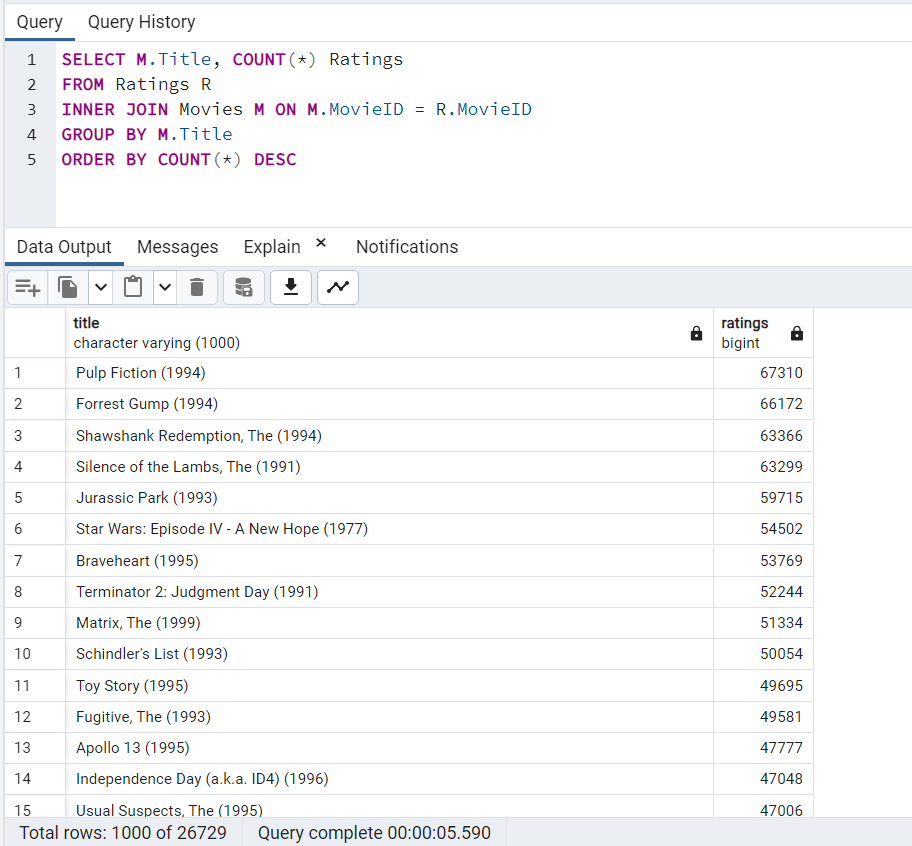 Query Query History
1 SELECT M.Title, COUNT(*) Ratings
2 FROM Ratings R
3 INNER JOIN Movies M ON M.MovieID = R.MovieID
4 GROUP BY M.Title
5 ORDER BY COUNT(*) DESC
Data Output Messages Explain × Notifications
title ratings
character varying (1000) bigint
1 Pulp Fiction (1994) 67310
2 Forrest Gump (1994) 66172
3 Shawshank Redemption, The (1994) 63366
4 Silence of the Lambs, The (1991) 63299
5 Jurassic Park (1993) 59715
6 Star Wars: Episode IV - A New Hope (1977) 54502
7 Braveheart (1995) 53769
8 Terminator 2: Judgment Day (1991) 52244
9 Matrix, The (1999) 51334
10 Schindler's List (1993) 50054
11 Toy Story (1995) 49695
12 Fugitive, The (1993) 49581
13 Apollo 13 (1995) 47777
14 Independence Day (a.k.a. ID4) (1996) 47048
15 Usual Suspects, The (1995) 47006
Total rows: 1000 of 26729 Query complete 00:00:05.590